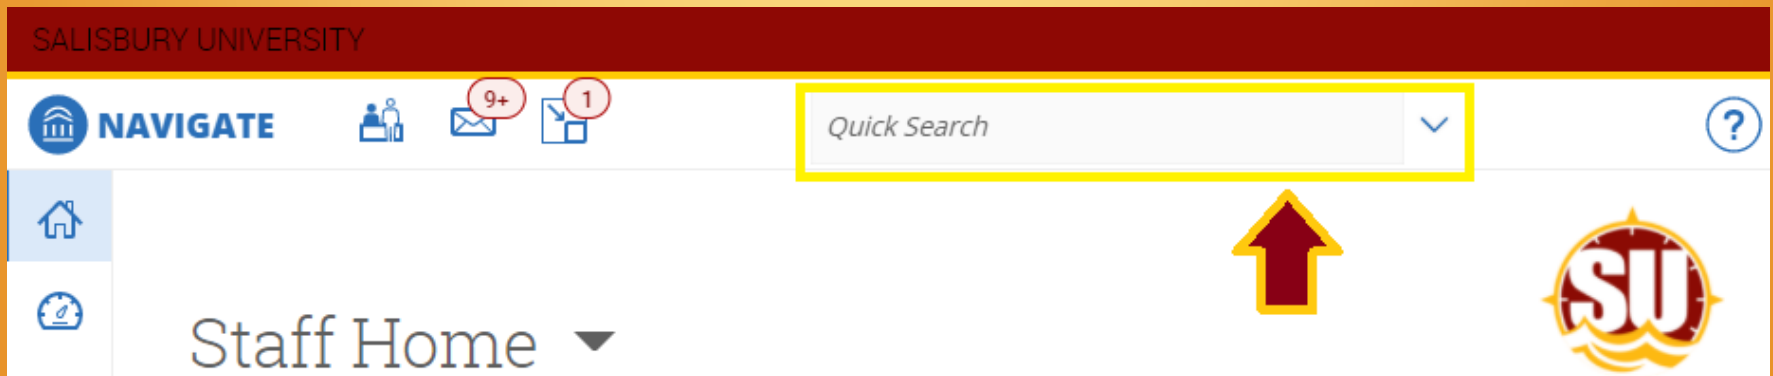 SALISBURY UNIVERSITY
NAVIGATE 9+ 1 Quick Search ?
Staff Home
SU